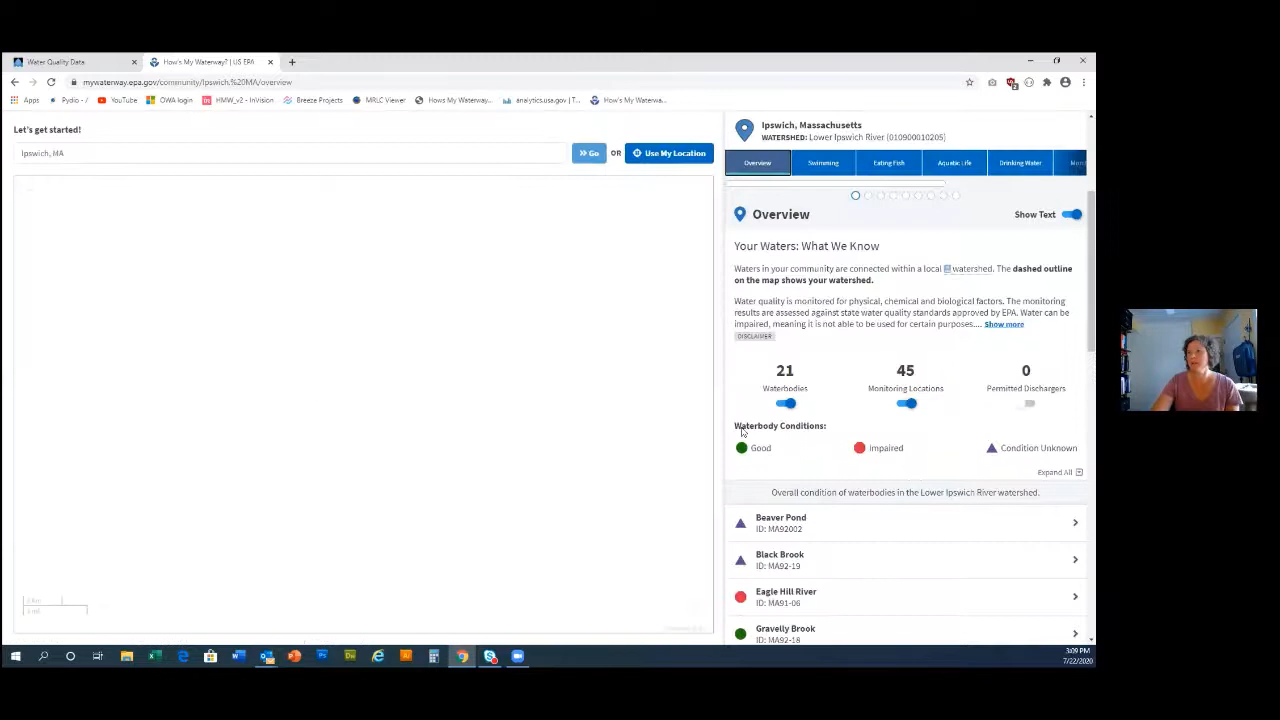 Water Quality Data
How's My Waterway? | US EPA
mywaterway.epa.gov/community/Ipswich,%20MA/overview
Apps
Pydio - /
YouTube
OWA login
HMW_v2 - InVision
Breeze Projects
MRLC Viewer
Hows My Waterway...
analytics.usa.gov | T...
How's My Waterwa...
Let's get started!
Ipswich, MA
Go
OR
Use My Location
Ipswich, Massachusetts
WATERSHED: Lower Ipswich River (010900010205)
Overview
Swimming
Eating Fish
Aquatic Life
Drinking Water
Overview
Show Text
Your Waters: What We Know
Waters in your community are connected within a local watershed. The dashed outline
on the map shows your watershed.
Water quality is monitored for physical, chemical and biological factors. The monitoring
results are assessed against state water quality standards approved by EPA. Water can be
impaired, meaning it is not able to be used for certain purposes.... Show more
DISCLAIMER
21
45
0
Waterbodies
Monitoring Locations
Permitted Dischargers
Waterbody Conditions:
Good
Impaired
Condition Unknown
Expand All
Overall condition of waterbodies in the Lower Ipswich River watershed.
Beaver Pond
ID: MA92002
Black Brook
ID: MA92-19
Eagle Hill River
ID: MA91-06
Gravelly Brook
ID: MA92-18
3:09 PM
7/22/2020